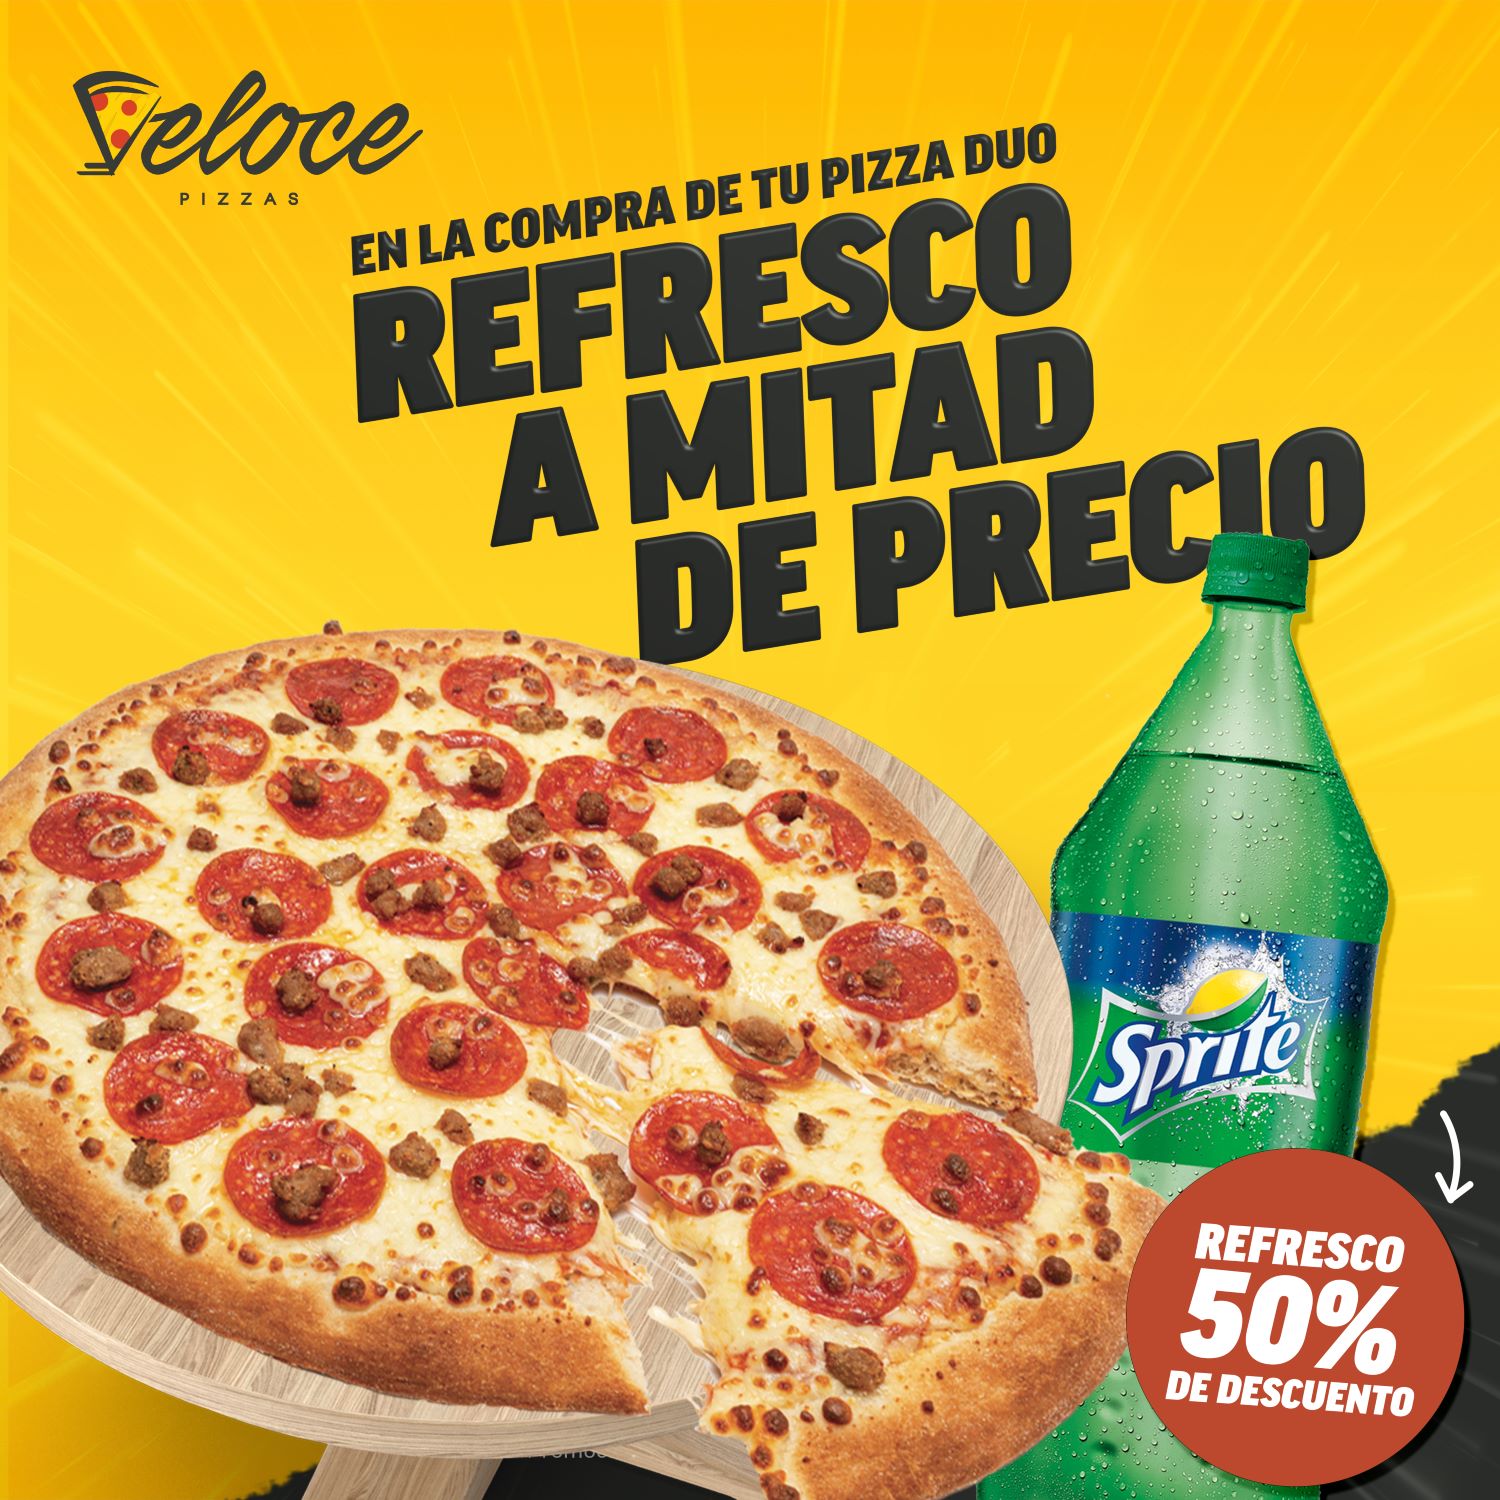 Veloce
PIZZAS
EN LA COMPRA DE TU PIZZA DUO
REFRESCO
A MITAD
DE PRECIO
Sprite
REFRESCO
50%
DE DESCUENTO